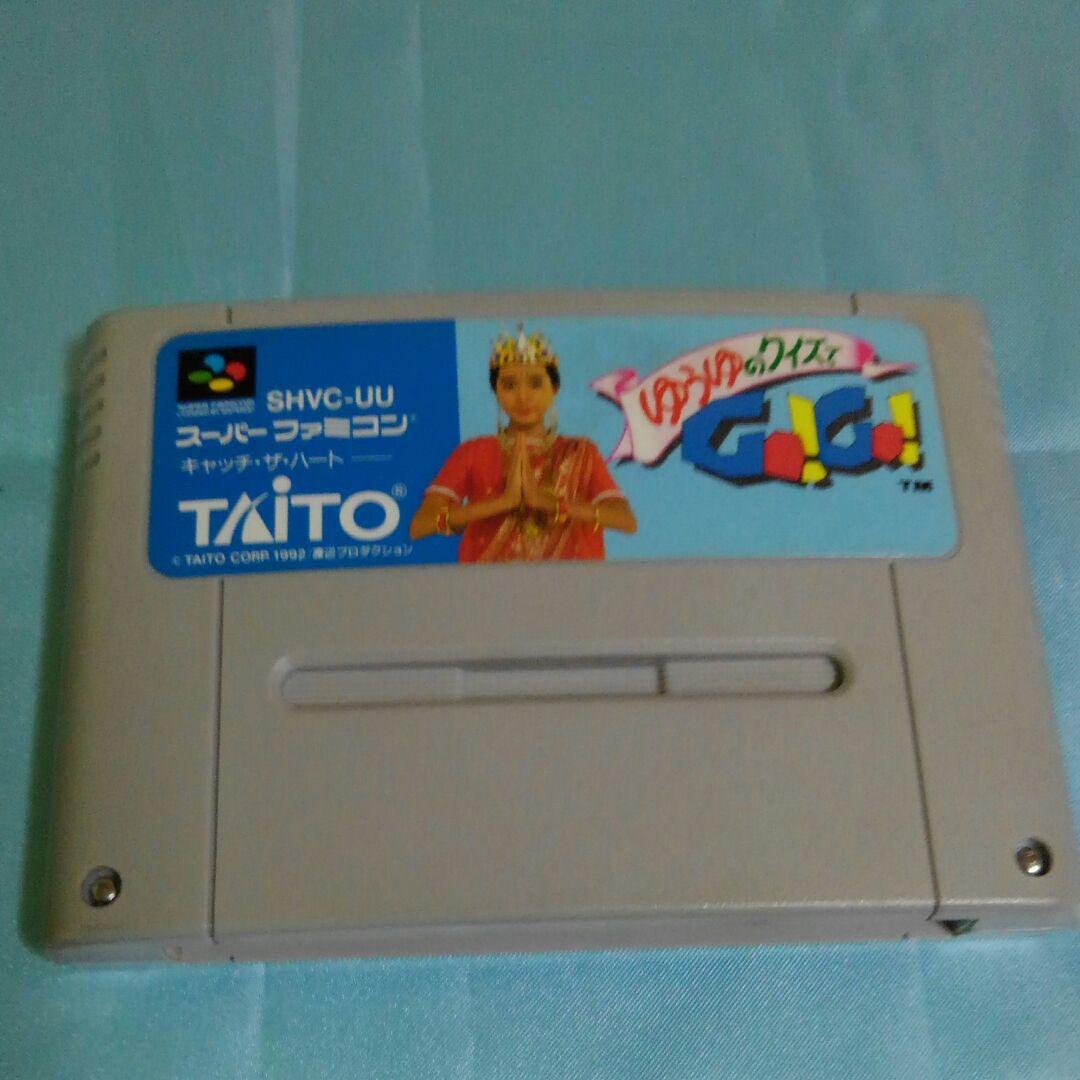 SHVC-UU
スーパーファミコン
キャッチ・ザ・ハート
TAiTO®
© TAITO CORP. 1992/渡辺プロダクション
ゆうゆのクイズで
Go!Go!
TM